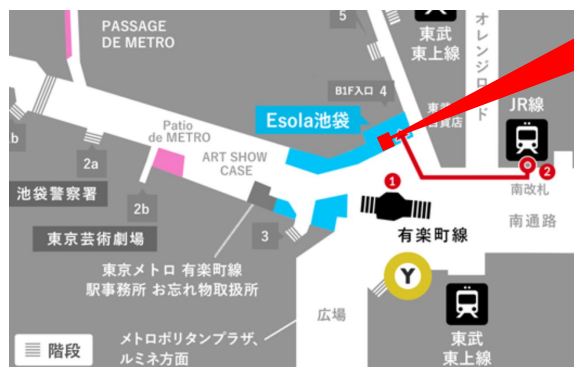 PASSAGE
DE METRO
5
東武
東上線
オレンジロード
B1F入口 4
Esola池袋
JR線
2
南改札
南通路
Patio
de METRO
ART SHOW
CASE
2a
2b
池袋警察署
東京芸術劇場
3
1
有楽町線
東京メトロ 有楽町線
駅事務所 お忘れ物取扱所
Y
広場
東武
東上線
メトロポリタンプラザ、
ルミネ方面
階段